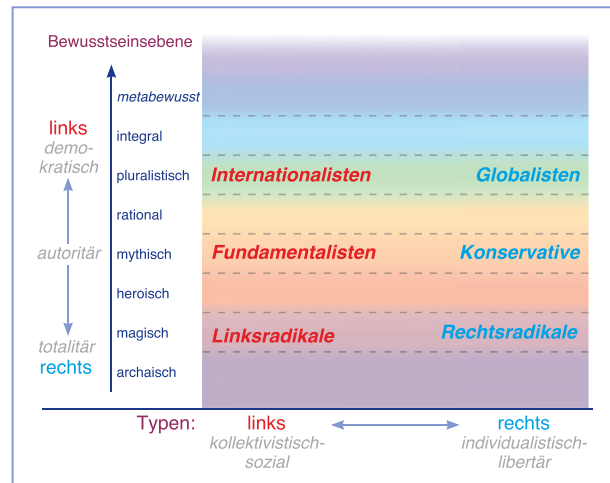 Bewusstseinsebene
metabewusst
links
demo-
kratisch
integral
pluralistisch
Internationalisten
Globalisten
rational
autoritär
mythisch
Fundamentalisten
Konservative
heroisch
magisch
Linksradikale
Rechtsradikale
totalitär
rechts
archaisch
Typen:
links
rechts
kollektivistisch-
sozial
individualistisch-
libertär